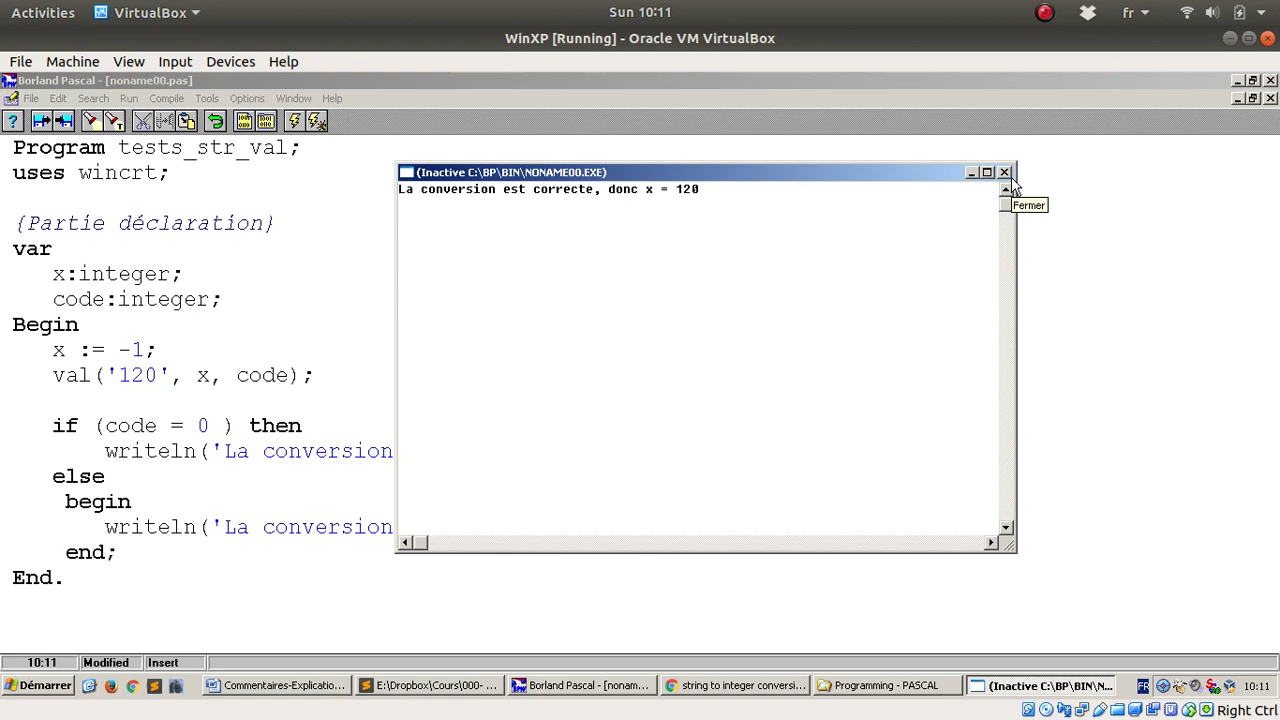 Activities VirtualBox Sun 10:11 fr
WinXP [Running] - Oracle VM VirtualBox
File Machine View Input Devices Help
Borland Pascal - [noname00.pas]
File Edit Search Run Compile Tools Options Window Help
Program tests_str_val;
uses wincrt;
{Partie déclaration}
var
x:integer;
code:integer;
Begin
x := -1;
val('120', x, code);
if (code = 0 ) then
writeln('La conversion
else
begin
writeln('La conversion
end;
End.
(Inactive C:\BP\BIN\NONAME00.EXE)
La conversion est correcte, donc x = 120
Fermer
10:11 Modified Insert
Démarrer Commentaires-Explicatio... E:\Dropbox\Cours\000-... Borland Pascal - [nonam... string to integer conversi... Programming - PASCAL (Inactive C:\BP\BIN\N... FR 10:11
Right Ctrl